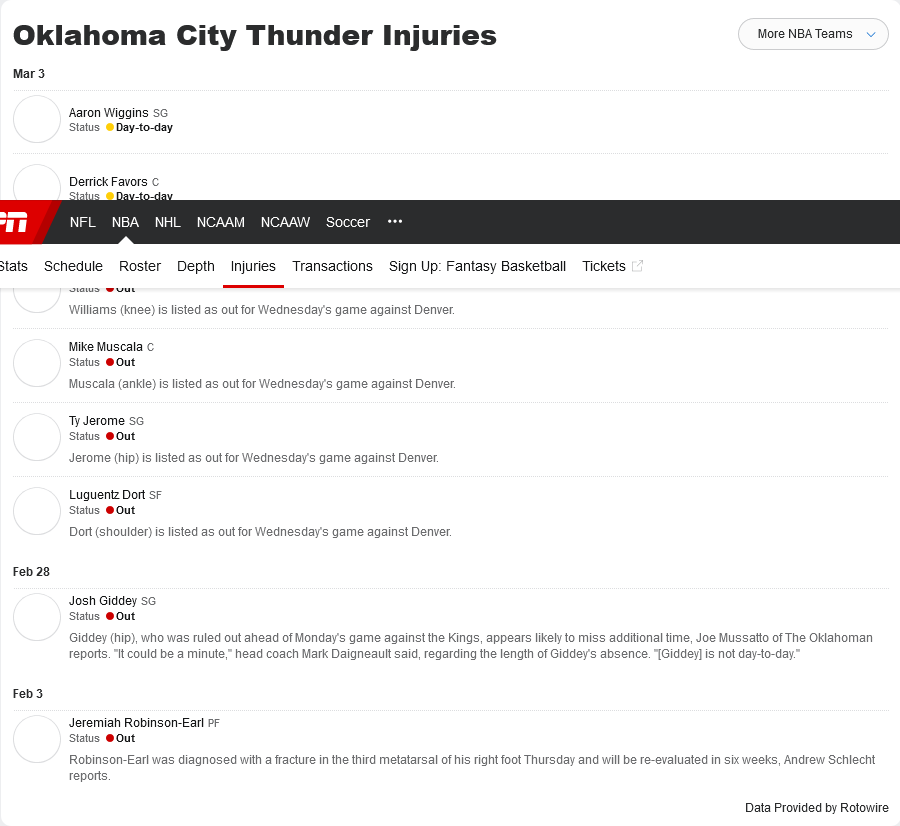 Oklahoma City Thunder Injuries
More NBA Teams
Mar 3
Aaron Wiggins SG
Status Day-to-day
Derrick Favors C
Status Day-to-day
NFL NBA NHL NCAAM NCAAW Soccer •••
Stats Schedule Roster Depth Injuries Transactions Sign Up: Fantasy Basketball Tickets
Status Out
Williams (knee) is listed as out for Wednesday's game against Denver.
Mike Muscala C
Status Out
Muscala (ankle) is listed as out for Wednesday's game against Denver.
Ty Jerome SG
Status Out
Jerome (hip) is listed as out for Wednesday's game against Denver.
Luguentz Dort SF
Status Out
Dort (shoulder) is listed as out for Wednesday's game against Denver.
Feb 28
Josh Giddey SG
Status Out
Giddey (hip), who was ruled out ahead of Monday's game against the Kings, appears likely to miss additional time, Joe Mussatto of The Oklahoman
reports. "It could be a minute," head coach Mark Daigneault said, regarding the length of Giddey's absence. "[Giddey] is not day-to-day."
Feb 3
Jeremiah Robinson-Earl PF
Status Out
Robinson-Earl was diagnosed with a fracture in the third metatarsal of his right foot Thursday and will be re-evaluated in six weeks, Andrew Schlecht
reports.
Data Provided by Rotowire